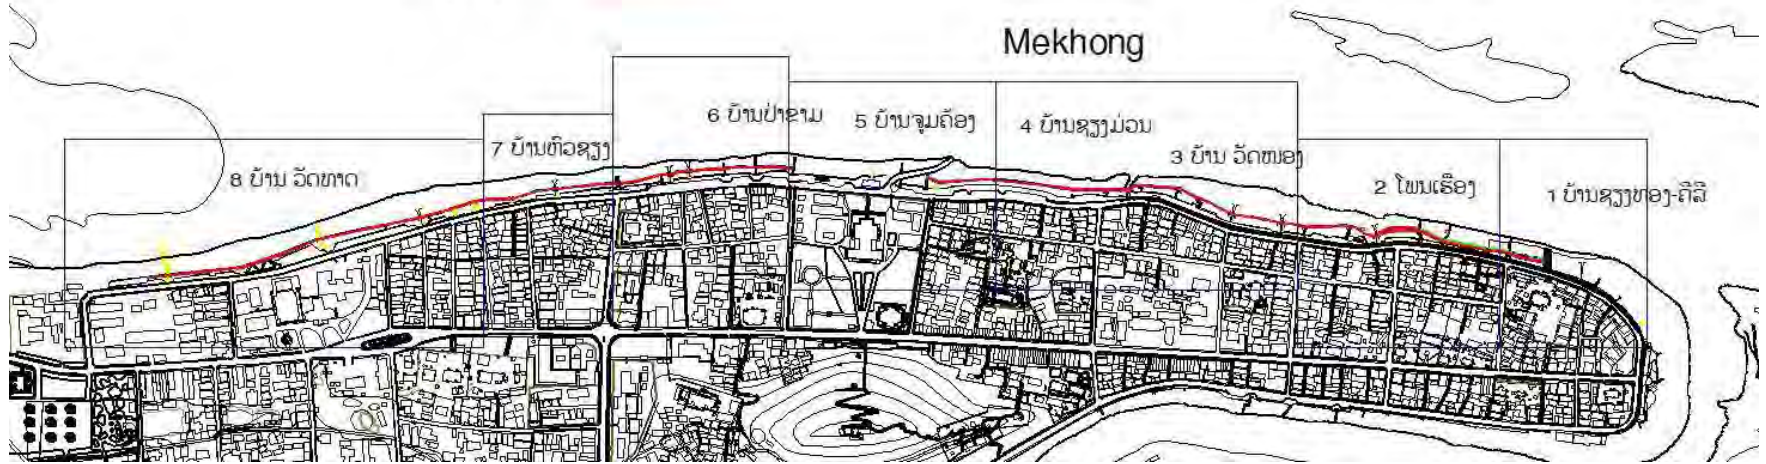 Mekhong
6 ບ້ານປ່າຂາມ
5 ບ້ານຈູມຄ້ອງ
4 ບ້ານຊຽງມ່ວນ
7 ບ້ານຫົວຊຽງ
3 ບ້ານ ວັດໜອງ
8 ບ້ານ ວັດທາດ
2 ໂພນເຮືອງ
1 ບ້ານຊຽງທອງ-ຄີລີ